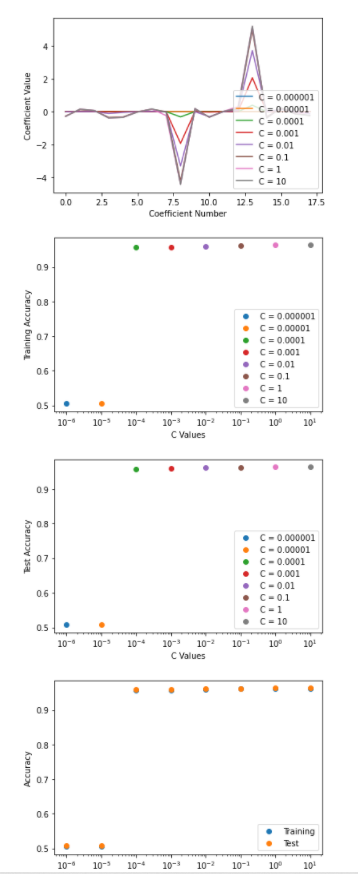 4
2
0
−2
−4
Coefficient Value
C = 0.000001
C = 0.00001
C = 0.0001
C = 0.001
C = 0.01
C = 0.1
C = 1
C = 10
0.0 2.5 5.0 7.5 10.0 12.5 15.0 17.5
Coefficient Number
0.9
0.8
0.7
0.6
0.5
Training Accuracy
C = 0.000001
C = 0.00001
C = 0.0001
C = 0.001
C = 0.01
C = 0.1
C = 1
C = 10
10⁻⁶ 10⁻⁵ 10⁻⁴ 10⁻³ 10⁻² 10⁻¹ 10⁰ 10¹
C Values
0.9
0.8
0.7
0.6
0.5
Test Accuracy
C = 0.000001
C = 0.00001
C = 0.0001
C = 0.001
C = 0.01
C = 0.1
C = 1
C = 10
10⁻⁶ 10⁻⁵ 10⁻⁴ 10⁻³ 10⁻² 10⁻¹ 10⁰ 10¹
C Values
0.9
0.8
0.7
0.6
0.5
Accuracy
Training
Test
10⁻⁶ 10⁻⁵ 10⁻⁴ 10⁻³ 10⁻² 10⁻¹ 10⁰ 10¹